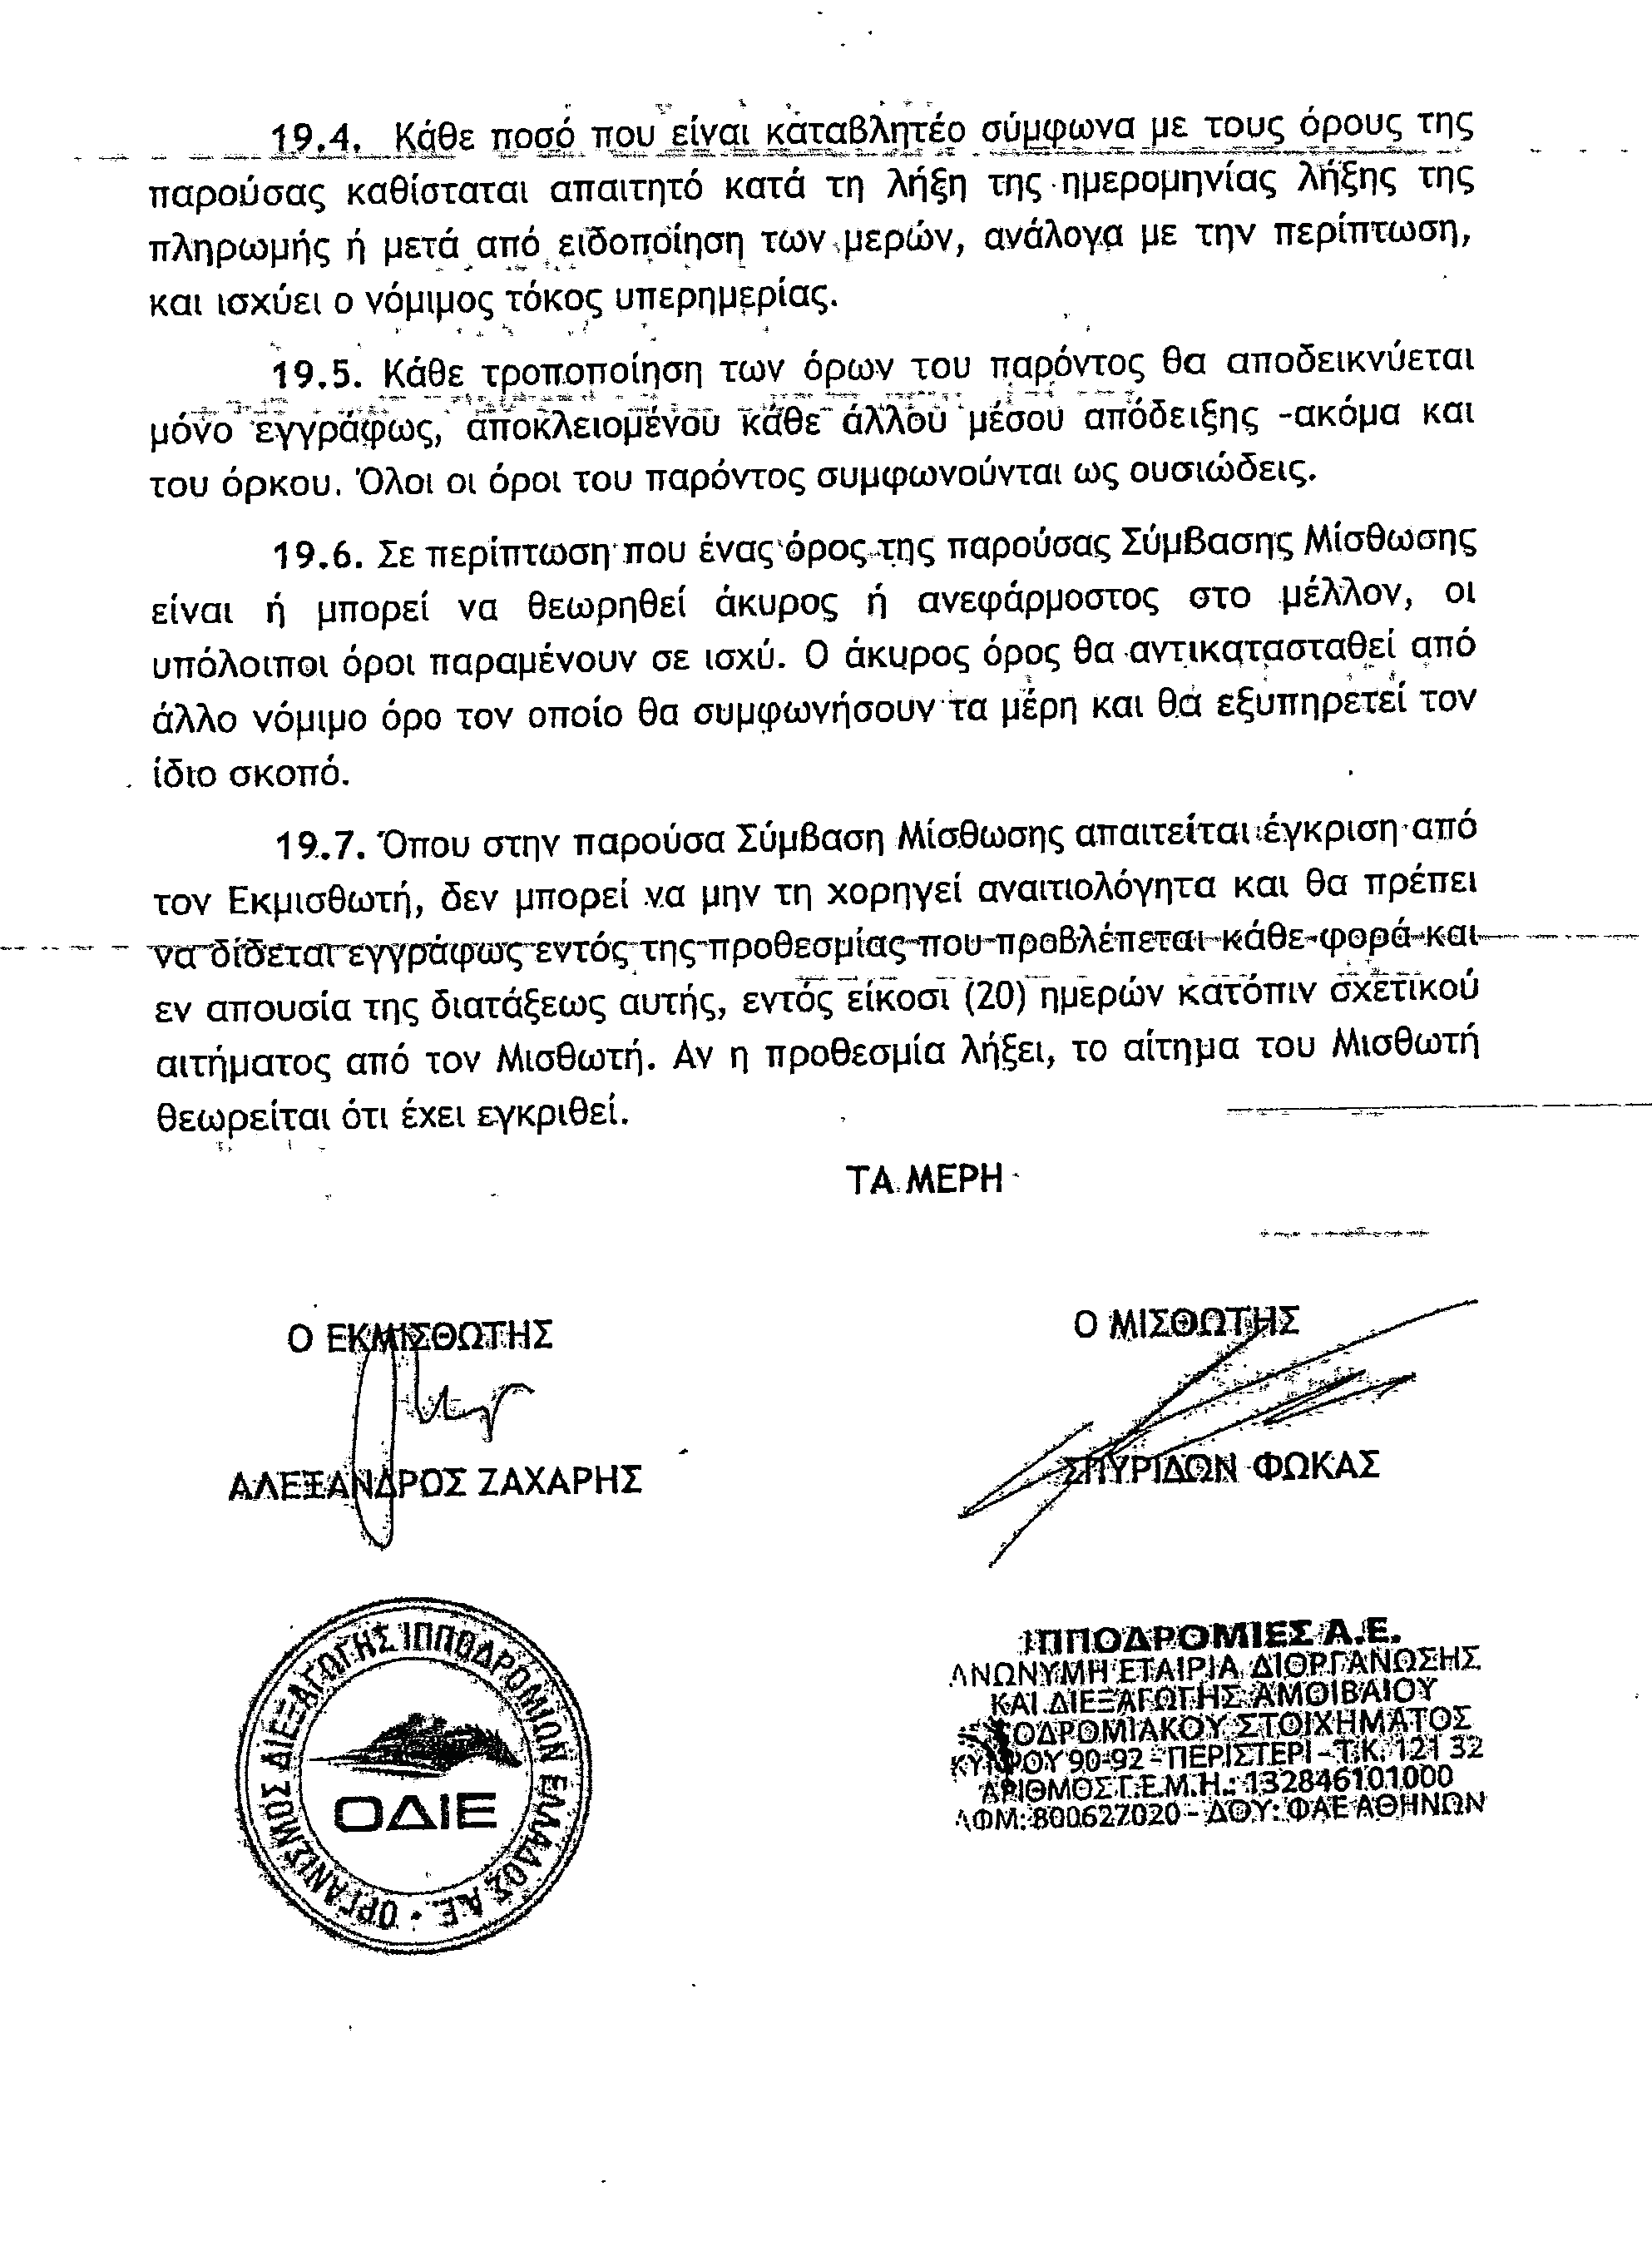 19.4. Κάθε ποσό που είναι καταβλητέο σύμφωνα με τους όρους της
παρούσας καθίσταται απαιτητό κατά τη λήξη της ημερομηνίας λήξης της
πληρωμής ή μετά από ειδοποίηση των μερών, ανάλογα με την περίπτωση,
και ισχύει ο νόμιμος τόκος υπερημερίας.
19.5. Κάθε τροποποίηση των όρων του παρόντος θα αποδεικνύεται
μόνο εγγράφως, αποκλειομένου κάθε άλλου μέσου απόδειξης -ακόμα και
του όρκου. Όλοι οι όροι του παρόντος συμφωνούνται ως ουσιώδεις.
19.6. Σε περίπτωση που ένας όρος της παρούσας Σύμβασης Μίσθωσης
είναι ή μπορεί να θεωρηθεί άκυρος ή ανεφάρμοστος στο μέλλον, οι
υπόλοιποι όροι παραμένουν σε ισχύ. Ο άκυρος όρος θα αντικατασταθεί από
άλλο νόμιμο όρο τον οποίο θα συμφωνήσουν τα μέρη και θα εξυπηρετεί τον
ίδιο σκοπό.
19.7. Όπου στην παρούσα Σύμβαση Μίσθωσης απαιτείται έγκριση από
τον Εκμισθωτή, δεν μπορεί να μην τη χορηγεί αναιτιολόγητα και θα πρέπει
να δίδεται εγγράφως εντός της προθεσμίας που προβλέπεται κάθε φορά και
εν απουσία της διατάξεως αυτής, εντός είκοσι (20) ημερών κατόπιν σχετικού
αιτήματος από τον Μισθωτή. Αν η προθεσμία λήξει, το αίτημα του Μισθωτή
θεωρείται ότι έχει εγκριθεί.
ΤΑ ΜΕΡΗ
Ο ΕΚΜΙΣΘΩΤΗΣ
Ο ΜΙΣΘΩΤΗΣ
ΑΛΕΞΑΝΔΡΟΣ ΖΑΧΑΡΗΣ
ΣΠΥΡΙΔΩΝ ΦΩΚΑΣ
ΟΡΓΑΝΙΣΜΟΣ ΔΙΕΞΑΓΩΓΗΣ ΙΠΠΟΔΡΟΜΙΩΝ ΕΛΛΑΔΟΣ Α.Ε.
ΟΔΙΕ
ΙΠΠΟΔΡΟΜΙΕΣ Α.Ε.
ΑΝΩΝΥΜΗ ΕΤΑΙΡΙΑ ΔΙΟΡΓΑΝΩΣΗΣ
ΚΑΙ ΔΙΕΞΑΓΩΓΗΣ ΑΜΟΙΒΑΙΟΥ
ΙΠΠΟΔΡΟΜΙΑΚΟΥ ΣΤΟΙΧΗΜΑΤΟΣ
ΚΥΠΡΟΥ 90-92 - ΠΕΡΙΣΤΕΡΙ - Τ.Κ. 121 32
ΑΡΙΘΜΟΣ Γ.Ε.Μ.Η.: 132846101000
ΑΦΜ: 800627020 - ΔΟΥ: ΦΑΕ ΑΘΗΝΩΝ